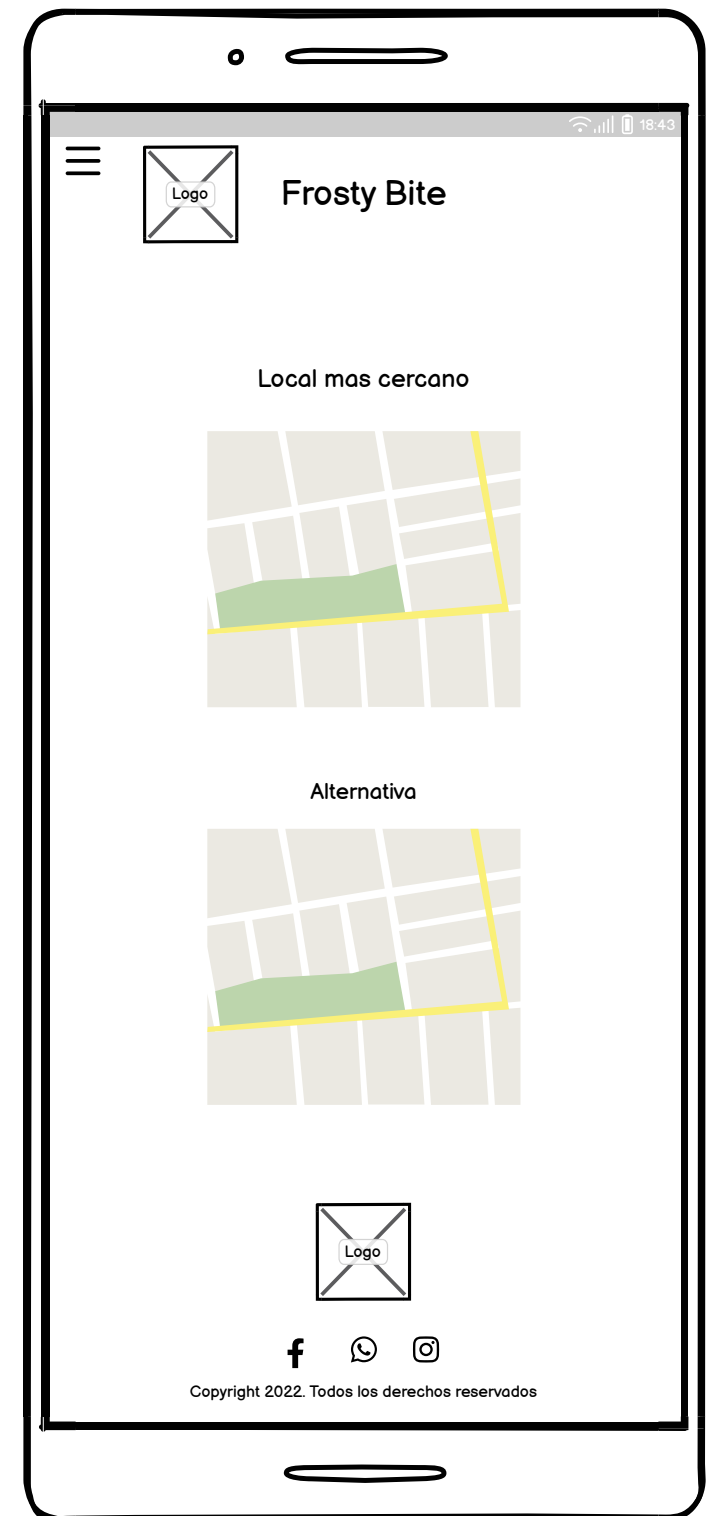 18:43
Logo
Frosty Bite
Local mas cercano
Alternativa
Logo
Copyright 2022. Todos los derechos reservados